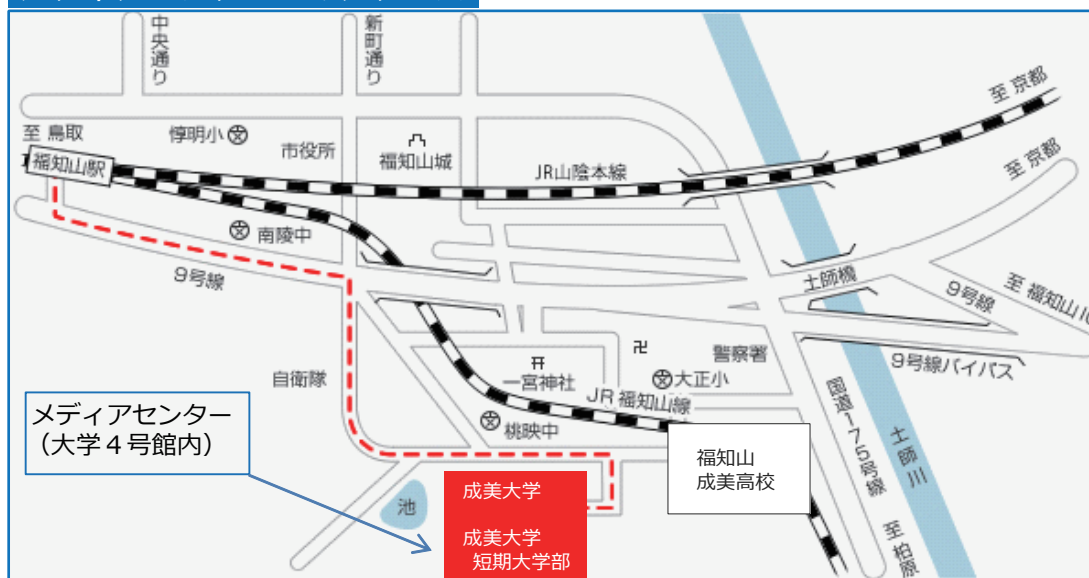 中央通り
新町通り
至 京都
至 鳥取
惇明小
市役所
福知山城
JR山陰本線
至 京都
福知山駅
南陵中
9号線
土師橋
9号線
至 福知山IC
一宮神社
大正小
警察署
9号線バイパス
自衛隊
JR 福知山線
桃映中
国道175号線
土師川
メディアセンター
(大学4号館内)
福知山
成美高校
池
成美大学
成美大学
短期大学部
至 柏原